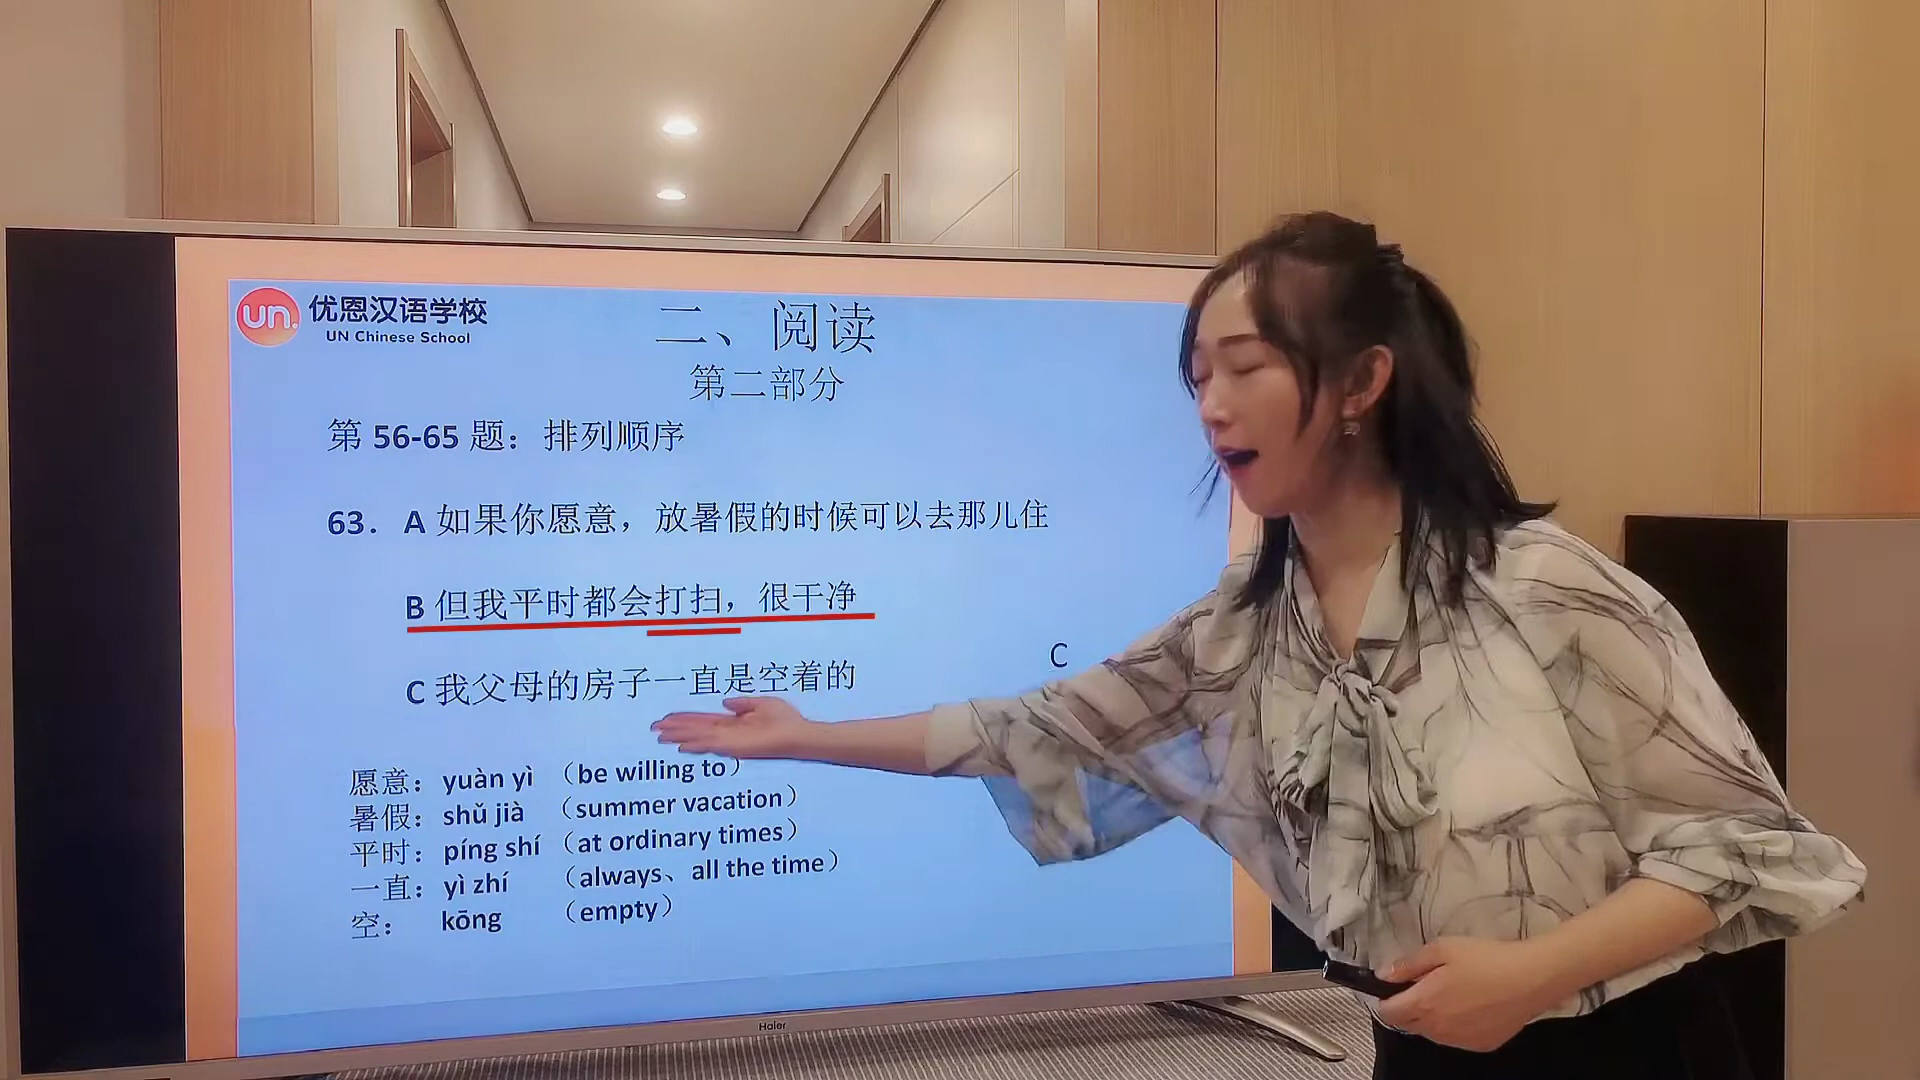 un.
优恩汉语学校
UN Chinese School
二、阅读
第二部分
第 56-65 题：排列顺序
63. A 如果你愿意，放暑假的时候可以去那儿住
B 但我平时都会打扫，很干净
C 我父母的房子一直是空着的
C
愿意： yuàn yì （be willing to）
暑假： shǔ jià （summer vacation）
平时： píng shí （at ordinary times）
一直： yì zhí （always、all the time）
空： kōng （empty）
Haier